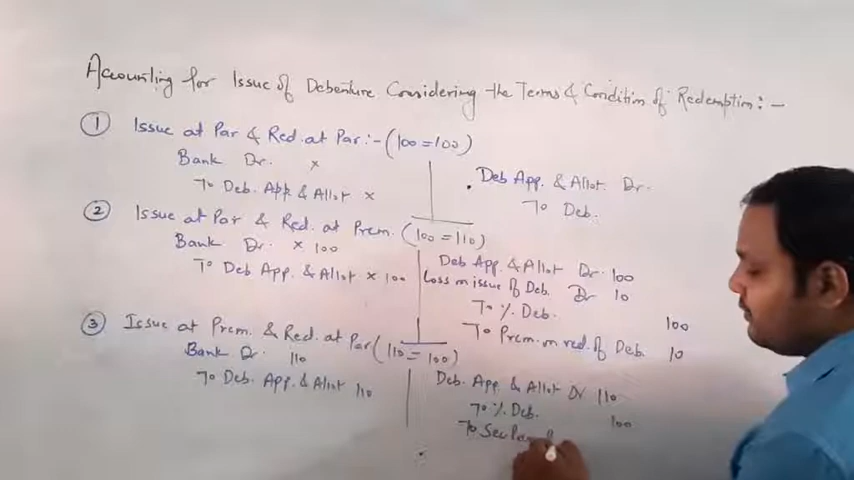 Accounting for Issue of Debenture Considering the Terms & Condition of Redemption :-
① Issue at Par & Red. at Par :- (100 = 100)
Bank Dr. x
To Deb. App & Allot x
Deb App. & Allot Dr.
To Deb.
② Issue at Par & Red. at Prem. (100 = 110)
Bank Dr. x 100
To Deb App. & Allot x 100
Deb App. & Allot Dr. 100
Loss on issue of Deb. Dr 10
To % Deb. 100
To Prem. on red. of Deb. 10
③ Issue at Prem. & Red. at Par (110 = 100)
Bank Dr. 110
To Deb App. & Allot 110
Deb. App & Allot Dr 110
To % Deb. 100
To Sec